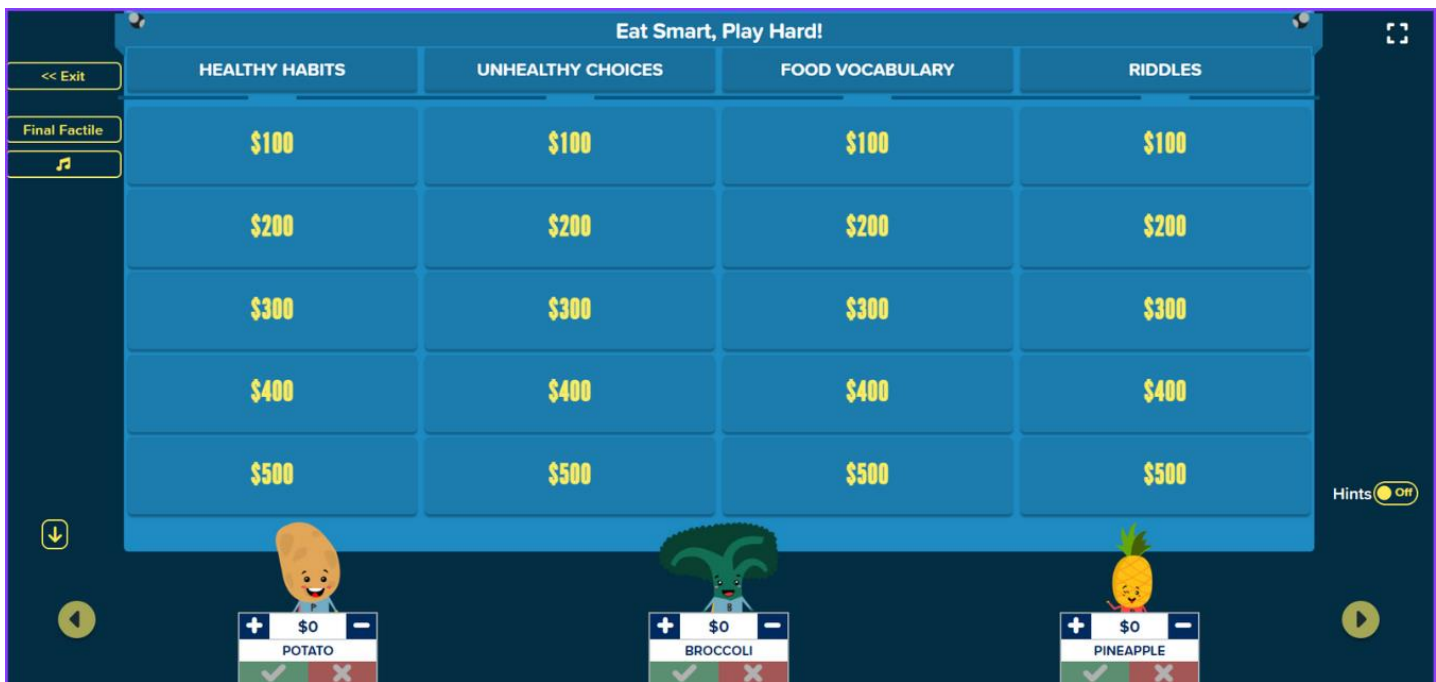 Eat Smart, Play Hard!
<< Exit
HEALTHY HABITS
UNHEALTHY CHOICES
FOOD VOCABULARY
RIDDLES
Final Factile
$100 $100 $100 $100
$200 $200 $200 $200
$300 $300 $300 $300
$400 $400 $400 $400
$500 $500 $500 $500
Hints Off
P
B
+ $0 −
POTATO
+ $0 −
BROCCOLI
+ $0 −
PINEAPPLE